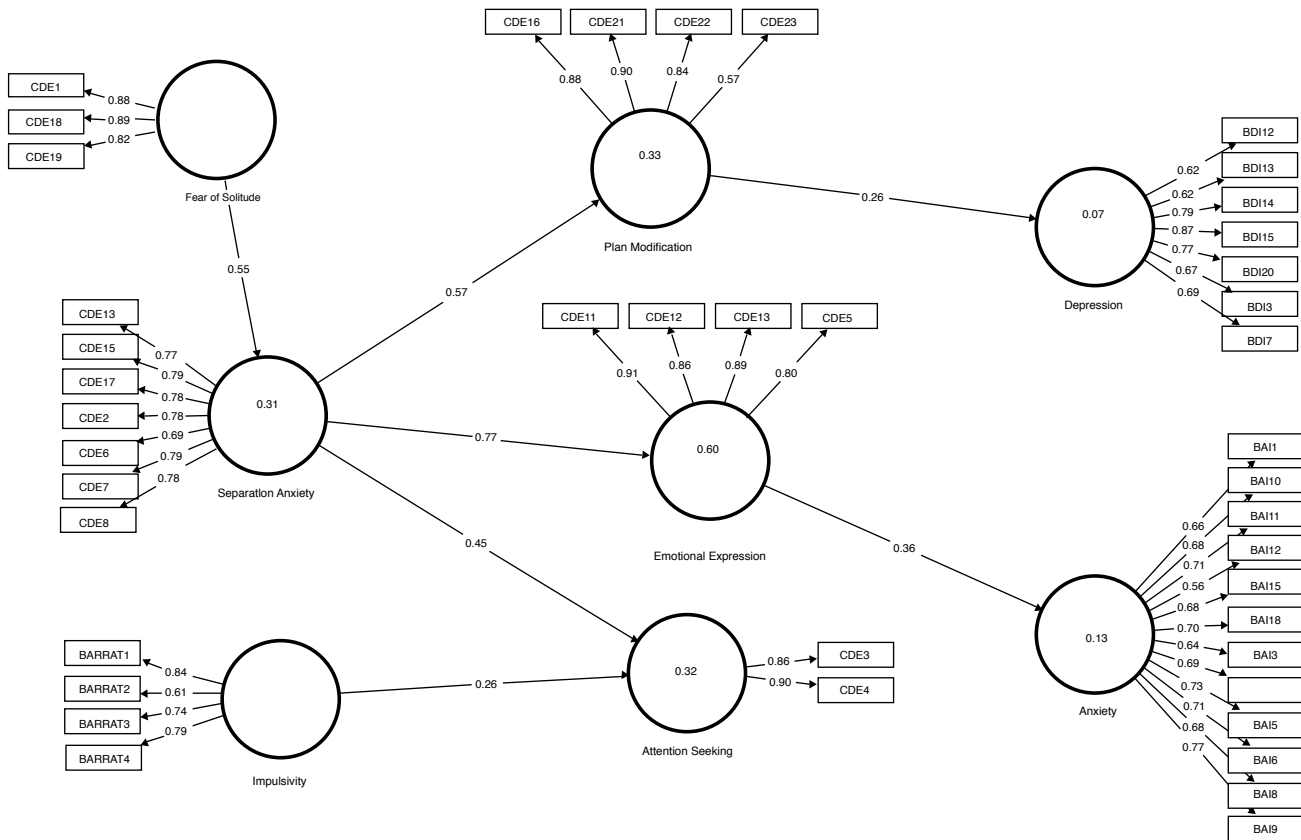 CDE16
CDE21
CDE22
CDE23
0.88
0.90
0.84
0.57
0.33
Plan Modification
CDE1
CDE18
CDE19
0.88
0.89
0.82
Fear of Solitude
0.55
0.57
0.26
BDI12
BDI13
BDI14
BDI15
BDI20
BDI3
BDI7
0.62
0.62
0.79
0.87
0.77
0.67
0.69
0.07
Depression
CDE13
CDE15
CDE17
CDE2
CDE6
CDE7
CDE8
0.77
0.79
0.78
0.78
0.69
0.79
0.78
0.31
Separation Anxiety
CDE11
CDE12
CDE13
CDE5
0.91
0.86
0.89
0.80
0.77
0.60
Emotional Expression
0.45
0.36
BAI1
BAI10
BAI11
BAI12
BAI15
BAI18
BAI3
BAI5
BAI6
BAI8
BAI9
0.66
0.68
0.71
0.56
0.68
0.70
0.64
0.69
0.73
0.71
0.68
0.77
0.13
Anxiety
BARRAT1
BARRAT2
BARRAT3
BARRAT4
0.84
0.61
0.74
0.79
Impulsivity
0.26
0.32
0.86
0.90
CDE3
CDE4
Attention Seeking